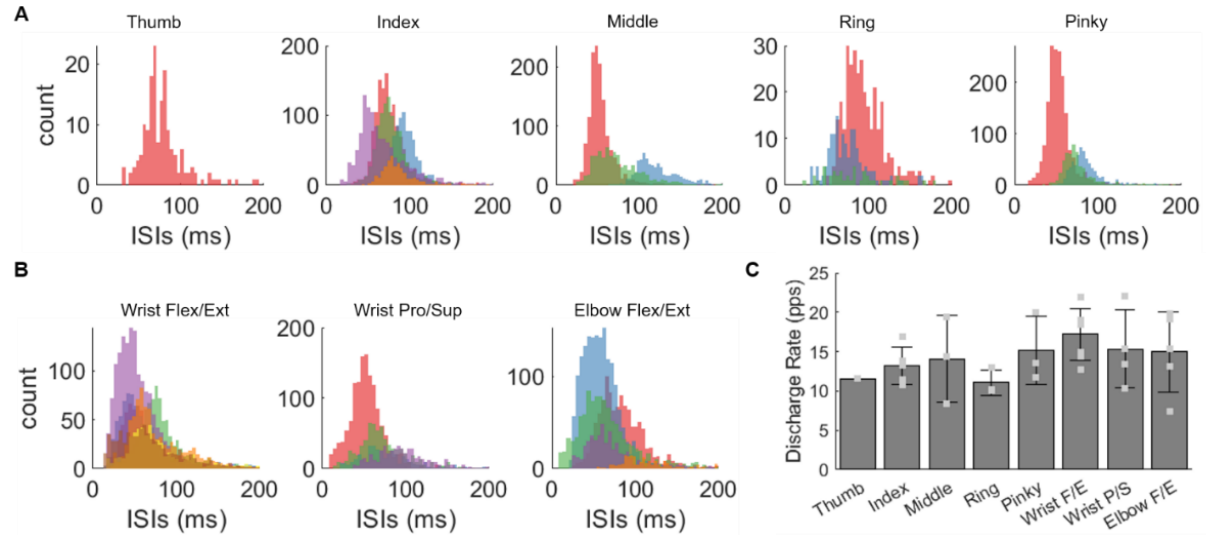 A
Thumb Index Middle Ring Pinky
count
20
10
0
0 100 200
ISIs (ms)
200
100
0
0 100 200
ISIs (ms)
200
100
0
0 100 200
ISIs (ms)
30
20
10
0
0 100 200
ISIs (ms)
200
100
0
0 100 200
ISIs (ms)
B
Wrist Flex/Ext Wrist Pro/Sup Elbow Flex/Ext
count
100
50
0
0 100 200
ISIs (ms)
200
100
0
0 100 200
ISIs (ms)
100
0
0 100 200
ISIs (ms)
C
Discharge Rate (pps)
25
20
15
10
5
0
Thumb
Index
Middle
Ring
Pinky
Wrist F/E
Wrist P/S
Elbow F/E